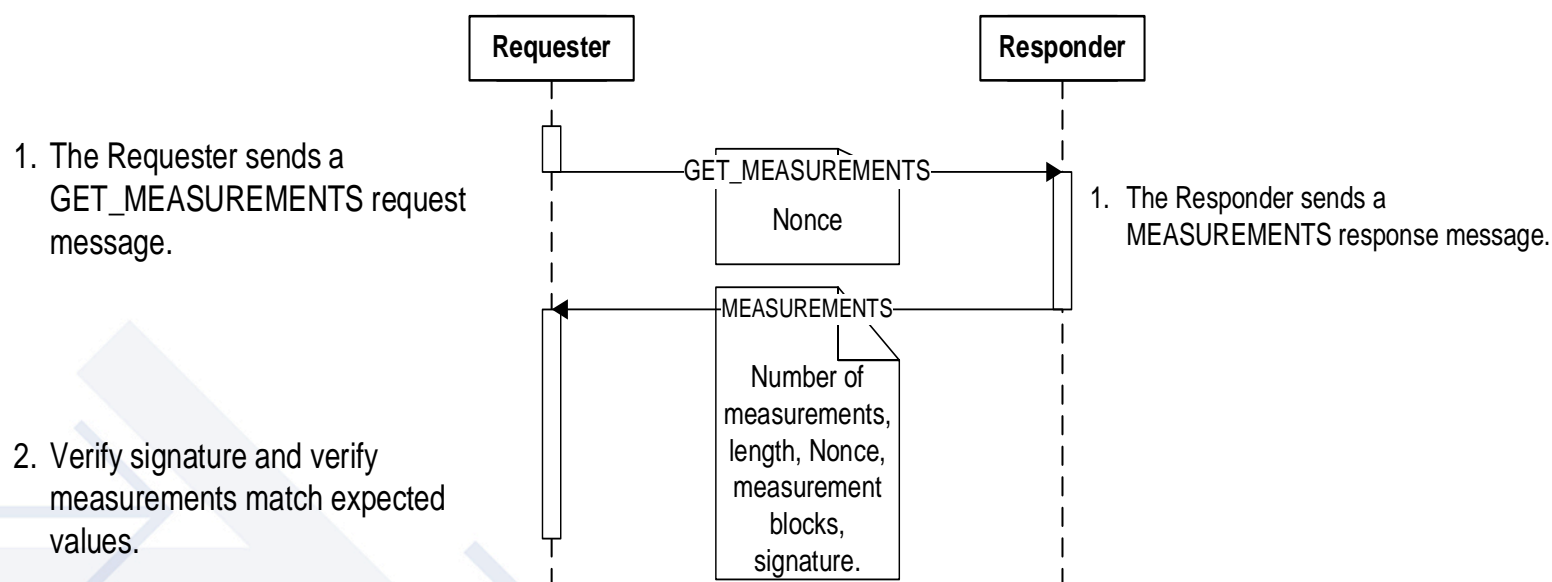 Requester
Responder
1. The Requester sends a
GET_MEASUREMENTS request
message.
GET_MEASUREMENTS
Nonce
1. The Responder sends a
MEASUREMENTS response message.
MEASUREMENTS
Number of
measurements,
length, Nonce,
measurement
blocks,
signature.
2. Verify signature and verify
measurements match expected
values.